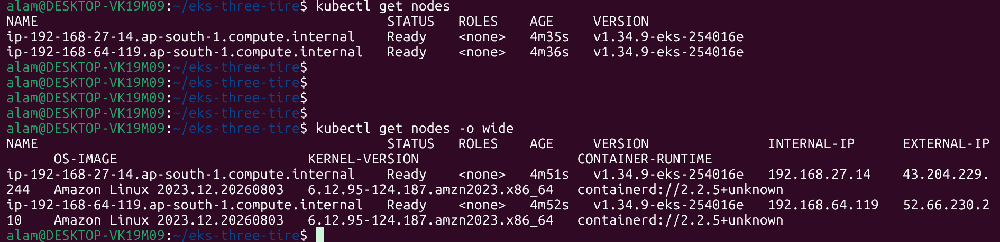 alam@DESKTOP-VK19M09:~/eks-three-tire$ kubectl get nodes
NAME                                            STATUS   ROLES    AGE     VERSION
ip-192-168-27-14.ap-south-1.compute.internal    Ready    <none>   4m35s   v1.34.9-eks-254016e
ip-192-168-64-119.ap-south-1.compute.internal   Ready    <none>   4m36s   v1.34.9-eks-254016e
alam@DESKTOP-VK19M09:~/eks-three-tire$
alam@DESKTOP-VK19M09:~/eks-three-tire$
alam@DESKTOP-VK19M09:~/eks-three-tire$
alam@DESKTOP-VK19M09:~/eks-three-tire$
alam@DESKTOP-VK19M09:~/eks-three-tire$ kubectl get nodes -o wide
NAME                                            STATUS   ROLES    AGE     VERSION               INTERNAL-IP      EXTERNAL-IP
      OS-IMAGE                        KERNEL-VERSION                    CONTAINER-RUNTIME
ip-192-168-27-14.ap-south-1.compute.internal    Ready    <none>   4m51s   v1.34.9-eks-254016e   192.168.27.14    43.204.229.
244   Amazon Linux 2023.12.20260803   6.12.95-124.187.amzn2023.x86_64   containerd://2.2.5+unknown
ip-192-168-64-119.ap-south-1.compute.internal   Ready    <none>   4m52s   v1.34.9-eks-254016e   192.168.64.119   52.66.230.2
10    Amazon Linux 2023.12.20260803   6.12.95-124.187.amzn2023.x86_64   containerd://2.2.5+unknown
alam@DESKTOP-VK19M09:~/eks-three-tire$